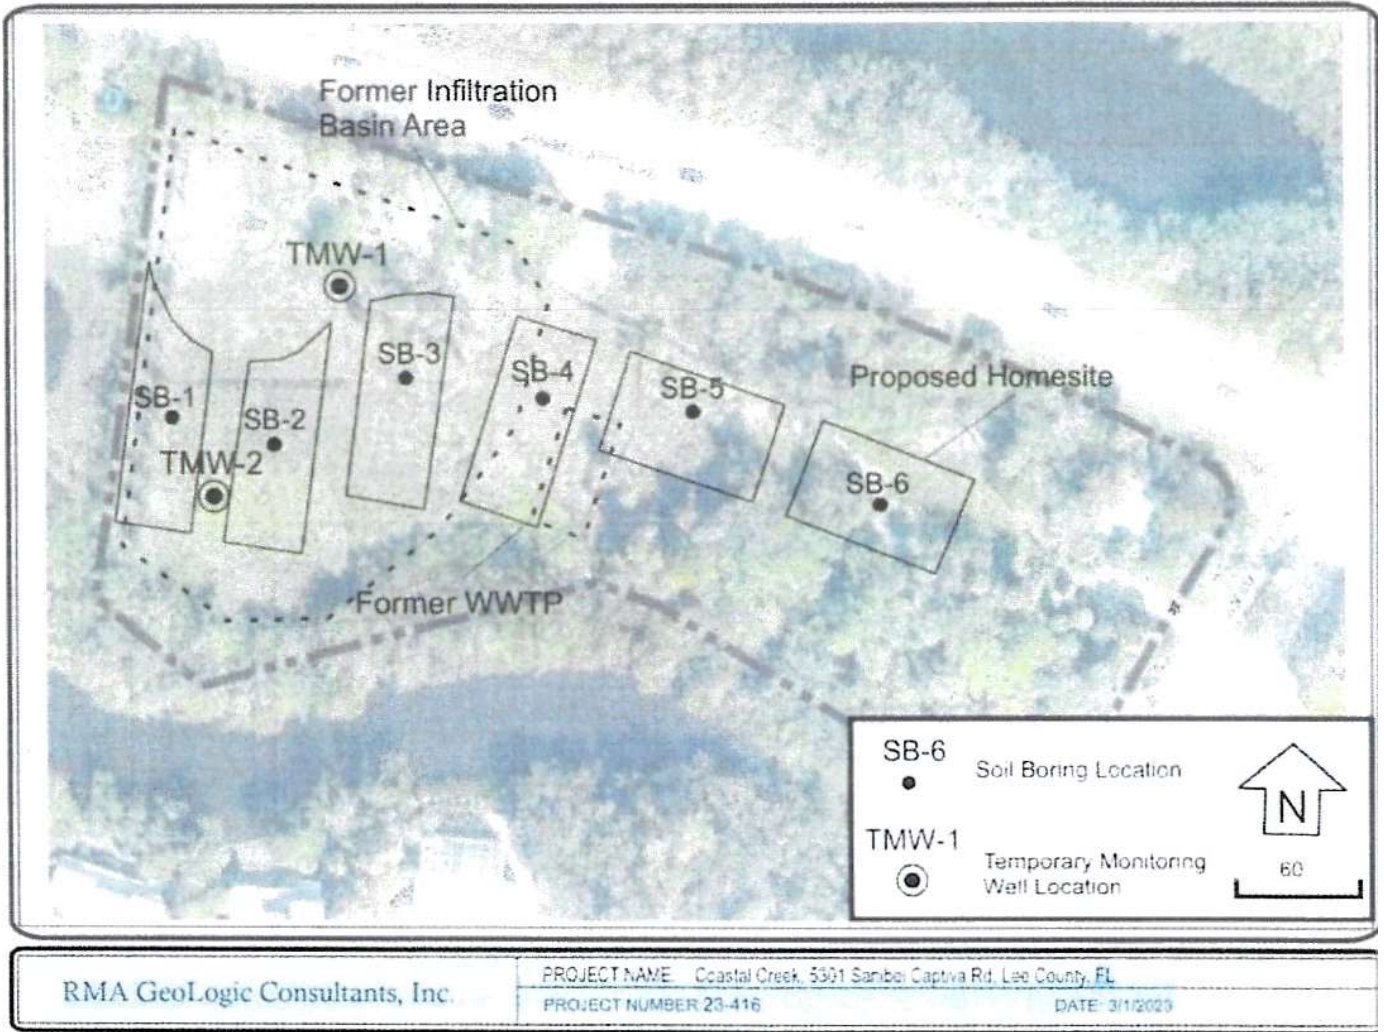 Former Infiltration
Basin Area
TMW-1
SB-3
SB-4
SB-5
Proposed Homesite
SB-1
SB-2
TMW-2
SB-6
Former WWTP
SB-6
Soil Boring Location
N
TMW-1
Temporary Monitoring
Well Location
60
RMA GeoLogic Consultants, Inc.
PROJECT NAME: Coastal Creek, 5301 Sanibel Captiva Rd, Lee County, FL
PROJECT NUMBER 23-416
DATE: 3/1/2023